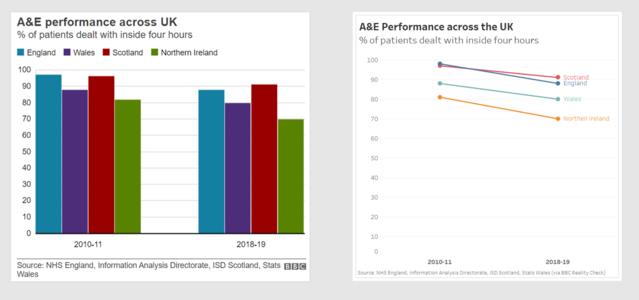 A&E performance across UK
% of patients dealt with inside four hours
England Wales Scotland Northern Ireland
100
90
80
70
60
50
40
30
20
10
0
2010-11 2018-19
Source: NHS England, Information Analysis Directorate, ISD Scotland, Stats Wales
BBC
A&E Performance across the UK
% of patients dealt with inside four hours
100
90
80
70
60
50
40
30
20
10
0
Scotland
England
Wales
Northen Ireland
2010-11 2018-19
Source: NHS England, Information Analysis Directorate, ISD Scotland, Stats Wales (via BBC Reality Check)